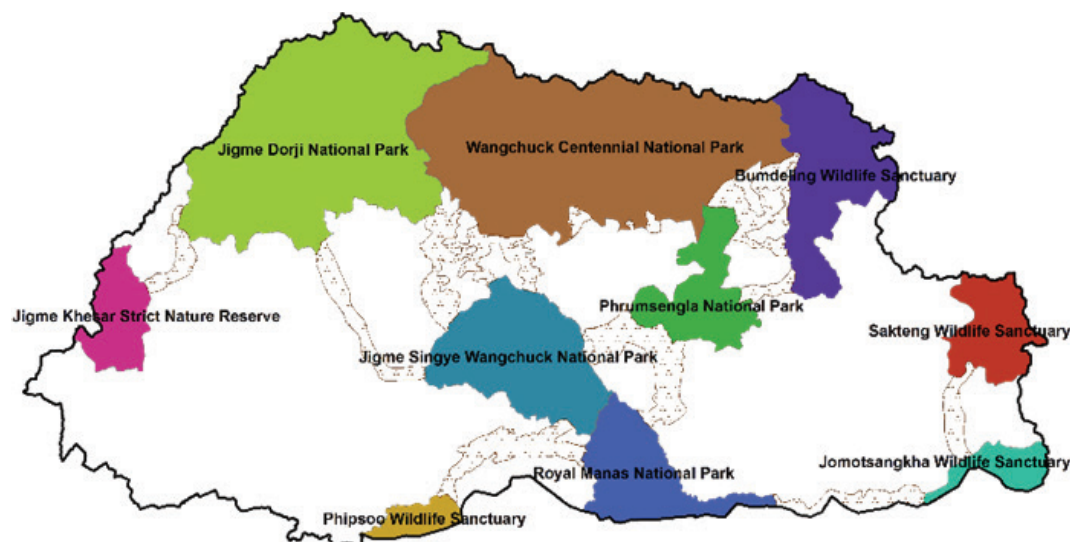 Jigme Dorji National Park
Wangchuck Centennial National Park
Bumdeling Wildlife Sanctuary
Phrumsengla National Park
Jigme Khesar Strict Nature Reserve
Sakteng Wildlife Sanctuary
Jigme Singye Wangchuck National Park
Jomotsangkha Wildlife Sanctuary
Royal Manas National Park
Phipsoo Wildlife Sanctuary